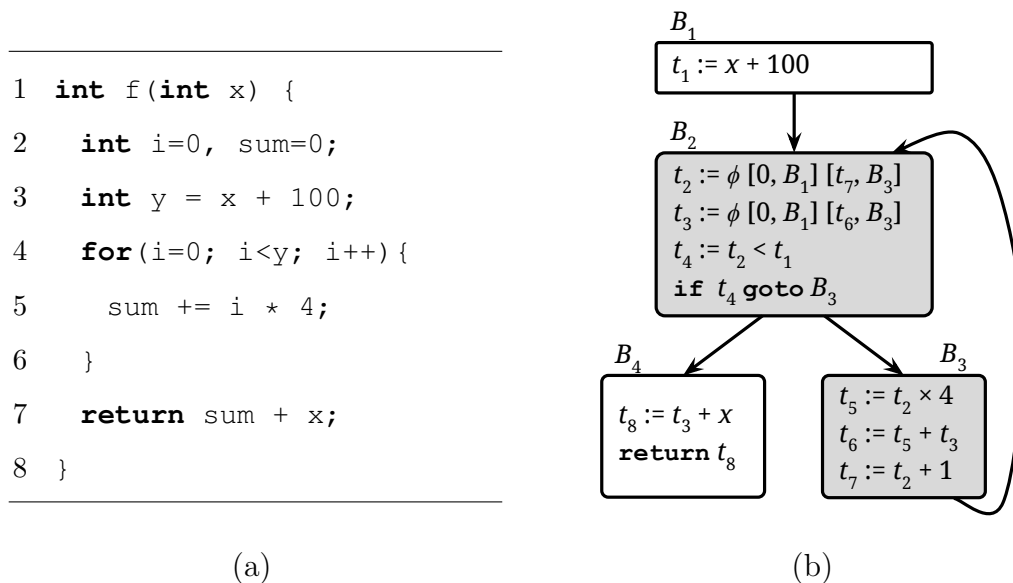 1 int f(int x) {
2 int i=0, sum=0;
3 int y = x + 100;
4 for(i=0; i<y; i++){
5 sum += i * 4;
6 }
7 return sum + x;
8 }
(a)
B₁
t₁ := x + 100
B₂
t₂ := ϕ [0, B₁] [t₇, B₃]
t₃ := ϕ [0, B₁] [t₆, B₃]
t₄ := t₂ < t₁
if t₄ goto B₃
B₄
t₈ := t₃ + x
return t₈
B₃
t₅ := t₂ × 4
t₆ := t₅ + t₃
t₇ := t₂ + 1
(b)